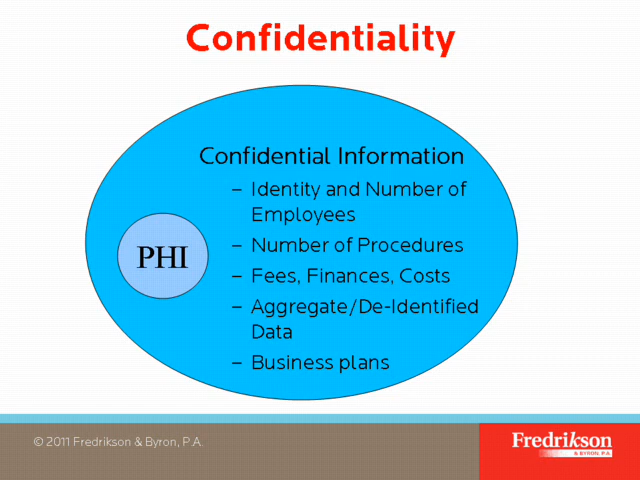 Confidentiality
Confidential Information
– Identity and Number of
Employees
– Number of Procedures
– Fees, Finances, Costs
– Aggregate/De-Identified
Data
– Business plans
PHI
© 2011 Fredrikson & Byron, P.A.
Fredrikson
& BYRON, P.A.